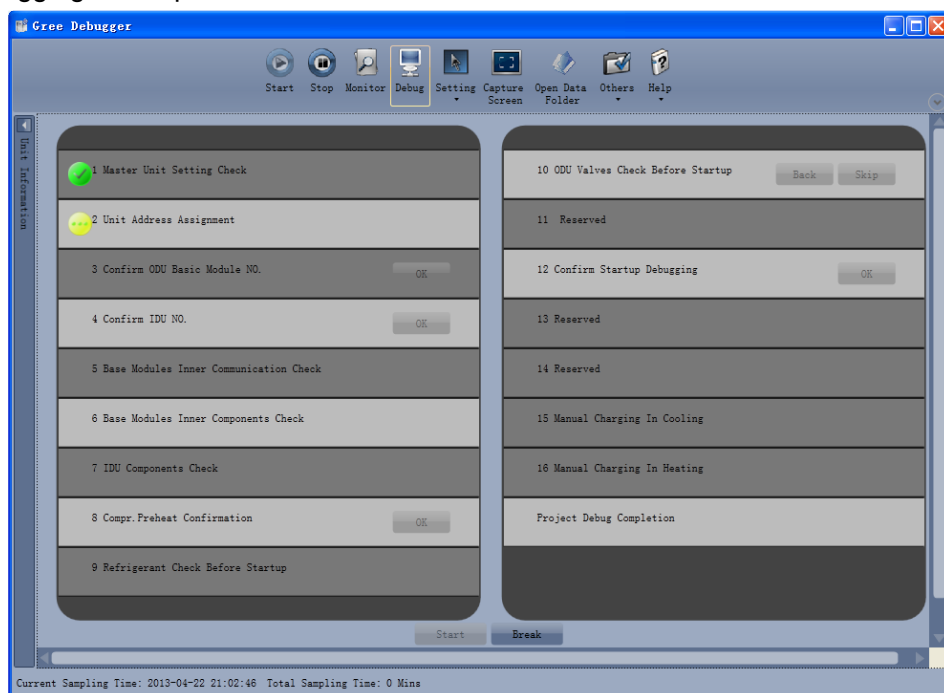 Gree Debugger
Start Stop Monitor Debug Setting Capture Screen Open Data Folder Others Help
Unit Information
1 Master Unit Setting Check
2 Unit Address Assignment
3 Confirm ODU Basic Module NO. OK
4 Confirm IDU NO. OK
5 Base Modules Inner Communication Check
6 Base Modules Inner Components Check
7 IDU Components Check
8 Compr.Preheat Confirmation OK
9 Refrigerant Check Before Startup
10 ODU Valves Check Before Startup Back Skip
11 Reserved
12 Confirm Startup Debugging OK
13 Reserved
14 Reserved
15 Manual Charging In Cooling
16 Manual Charging In Heating
Project Debug Completion
Start Break
Current Sampling Time: 2013-04-22 21:02:46 Total Sampling Time: 0 Mins